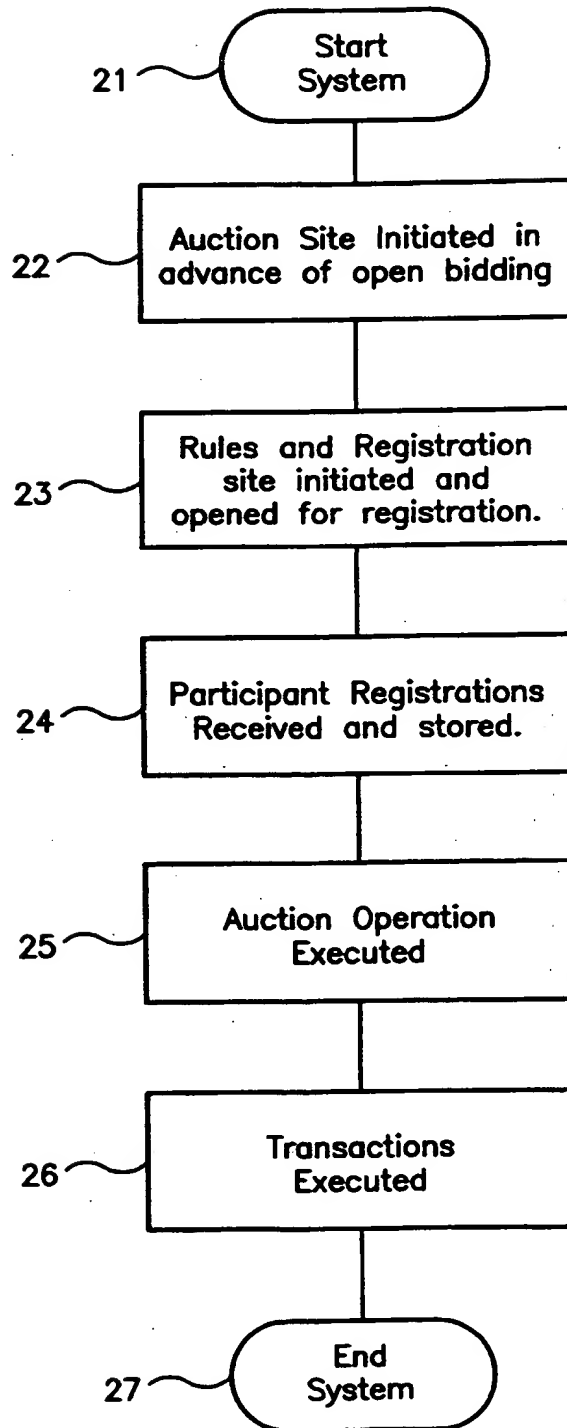 Start
System
21
Auction Site Initiated in
advance of open bidding
22
Rules and Registration
site initiated and
opened for registration.
23
Participant Registrations
Received and stored.
24
Auction Operation
Executed
25
Transactions
Executed
26
End
System
27